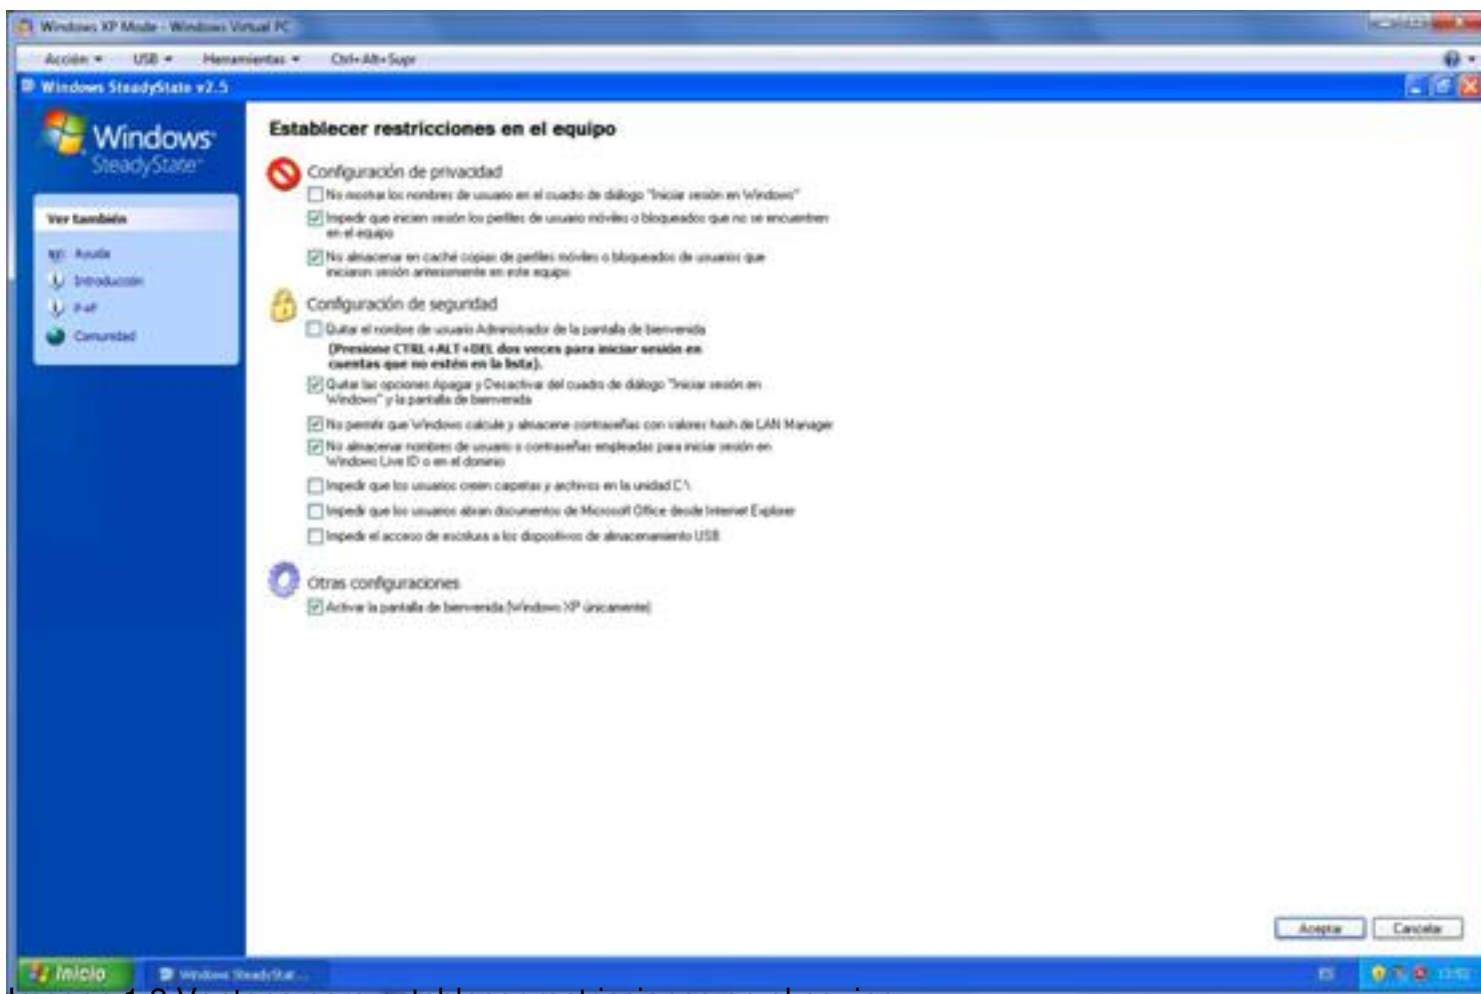 Windows XP Mode - Windows Virtual PC
Acción USB Herramientas Ctrl+Alt+Supr
Windows SteadyState v2.5
Windows
SteadyState
Ver también
Ayuda
Introducción
P+F
Comunidad
Establecer restricciones en el equipo
Configuración de privacidad
No mostrar los nombres de usuario en el cuadro de diálogo "Iniciar sesión en Windows"
Impedir que inicien sesión los perfiles de usuario móviles o bloqueados que no se encuentren
en el equipo
No almacenar en caché copias de perfiles móviles o bloqueados de usuarios que
iniciaron sesión anteriormente en este equipo
Configuración de seguridad
Quitar el nombre de usuario Administrador de la pantalla de bienvenida
(Presione CTRL+ALT+DEL dos veces para iniciar sesión en
cuentas que no estén en la lista).
Quitar las opciones Apagar y Desactivar del cuadro de diálogo "Iniciar sesión en
Windows" y la pantalla de bienvenida
No permitir que Windows calcule y almacene contraseñas con valores hash de LAN Manager
No almacenar nombres de usuario o contraseñas empleadas para iniciar sesión en
Windows Live ID o en el dominio
Impedir que los usuarios creen carpetas y archivos en la unidad C:\
Impedir que los usuarios abran documentos de Microsoft Office desde Internet Explorer
Impedir el acceso de escritura a los dispositivos de almacenamiento USB
Otras configuraciones
Activar la pantalla de bienvenida (Windows XP únicamente)
Aceptar Cancelar
Inicio Windows SteadyStat... ES